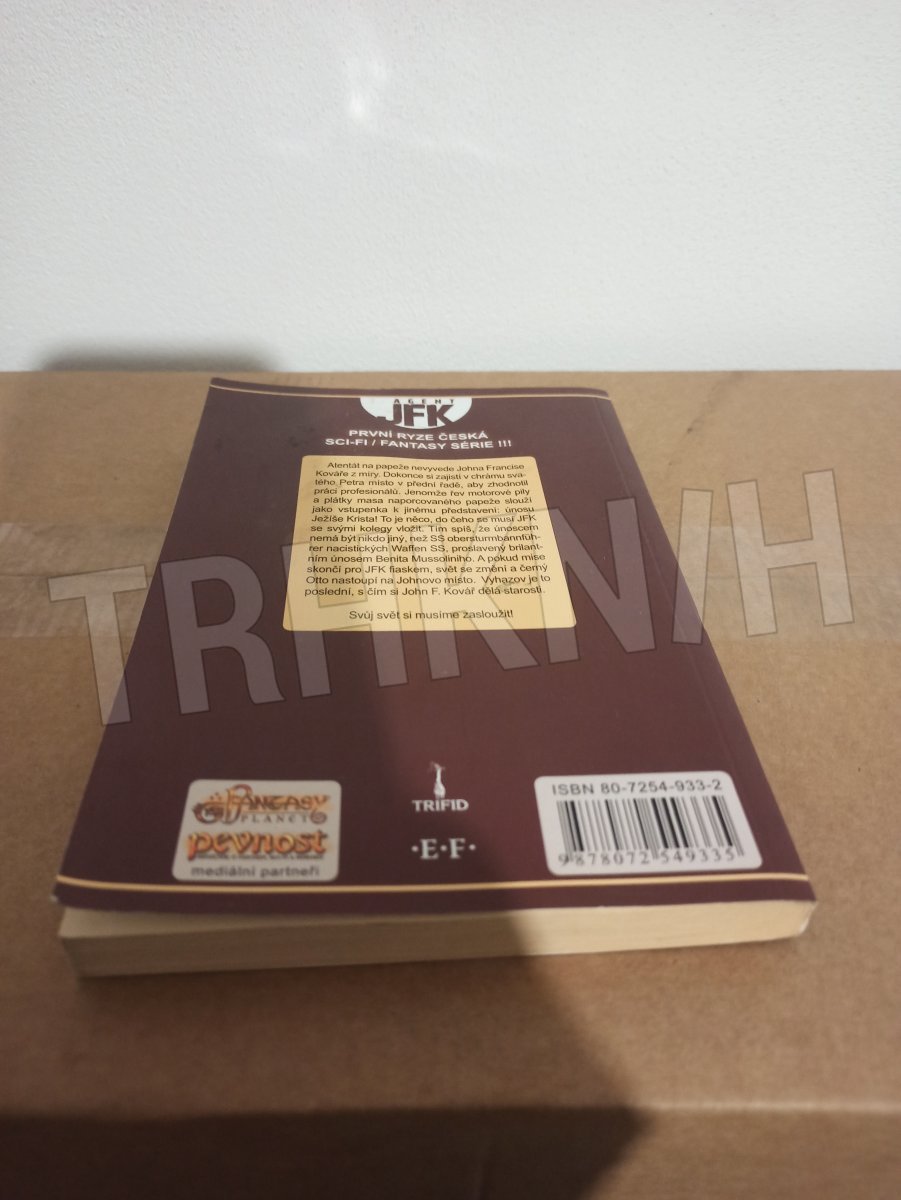 AGENT
JFK
PRVNÍ RYZE ČESKÁ
SCI-FI / FANTASY SÉRIE !!!
Atentát na papeže nevyvede Johna Francise
Kováře z míry. Dokonce si zajistí v chrámu sva-
tého Petra místo v přední řadě, aby zhodnotil
práci profesionálů. Jenomže řev motorové pily
a plátky masa naporcovaného papeže slouží
jako vstupenka k jinému představení: únosu
Ježíše Krista! To je něco, do čeho se musí JFK
se svými kolegy vložit. Tím spíš, že únoscem
nemá být nikdo jiný, než SS obersturmbannfüh-
rer nacistických Waffen SS, proslavený brilant-
ním únosem Benita Mussoliniho. A pokud mise
skončí pro JFK fiaskem, svět se změní a černý
Otto nastoupí na Johnovo místo. Vyhazov je to
poslední, s čím si John F. Kovář dělá starosti.
Svůj svět si musíme zasloužit!
TRHKNI/H
FANTASY
PLANET
pevnost
mediální partneři
TRIFID
·E·F·
ISBN 80-7254-933-2
9 878072 549335